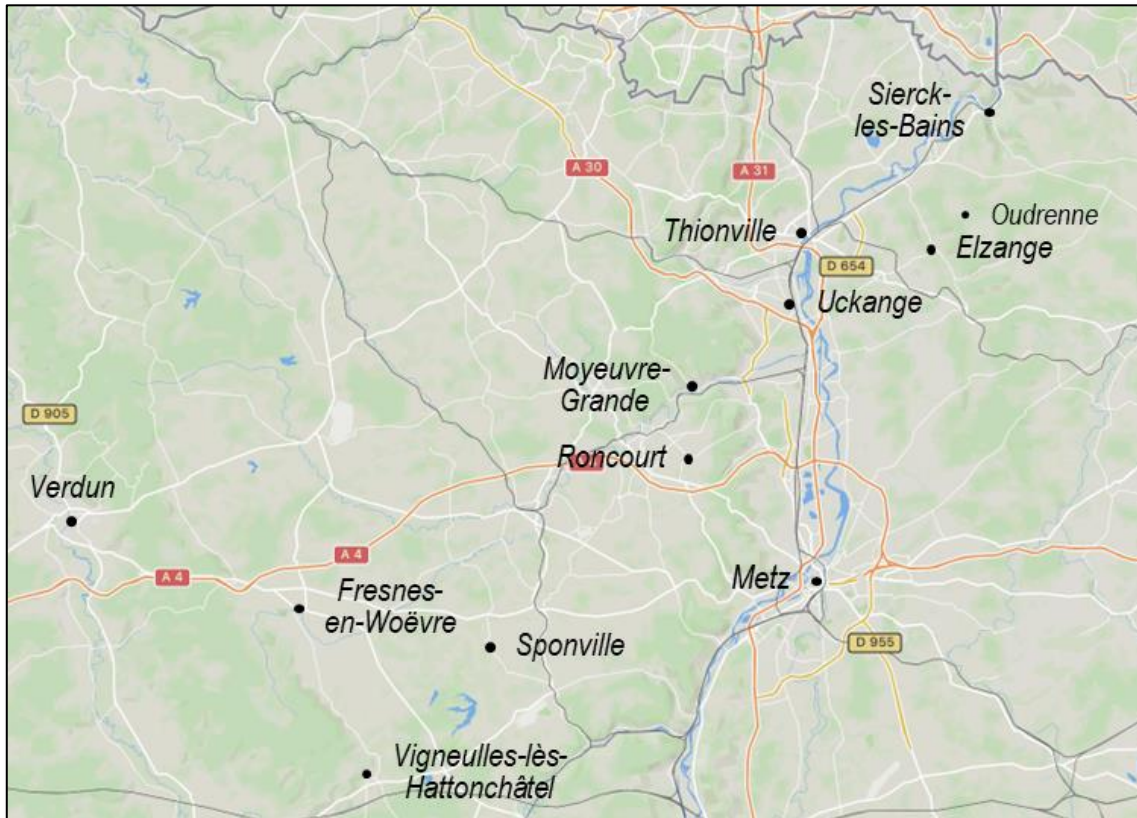 Sierck-
les-Bains
A 30
A 31
Oudrenne
Thionville
Elzange
D 654
Uckange
Moyeuvre-
Grande
D 905
Roncourt
Verdun
A 4
A 4
Metz
Fresnes-
en-Woëvre
D 955
Sponville
Vigneulles-lès-
Hattonchâtel